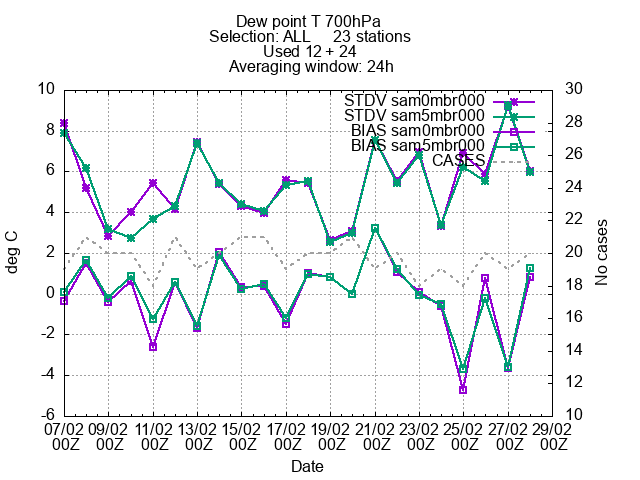 Dew point T 700hPa
Selection: ALL 23 stations
Used 12 + 24
Averaging window: 24h
10 30
STDV sam0mbr000
STDV sam5mbr000
BIAS sam0mbr000
BIAS sam5mbr000
CASES
8 28
6 26
4 24
2 22
0 20
-2 18
-4 16
-6 14
12
10
deg C
No cases
07/02 09/02 11/02 13/02 15/02 17/02 19/02 21/02 23/02 25/02 27/02 29/02
00Z 00Z 00Z 00Z 00Z 00Z 00Z 00Z 00Z 00Z 00Z 00Z
Date